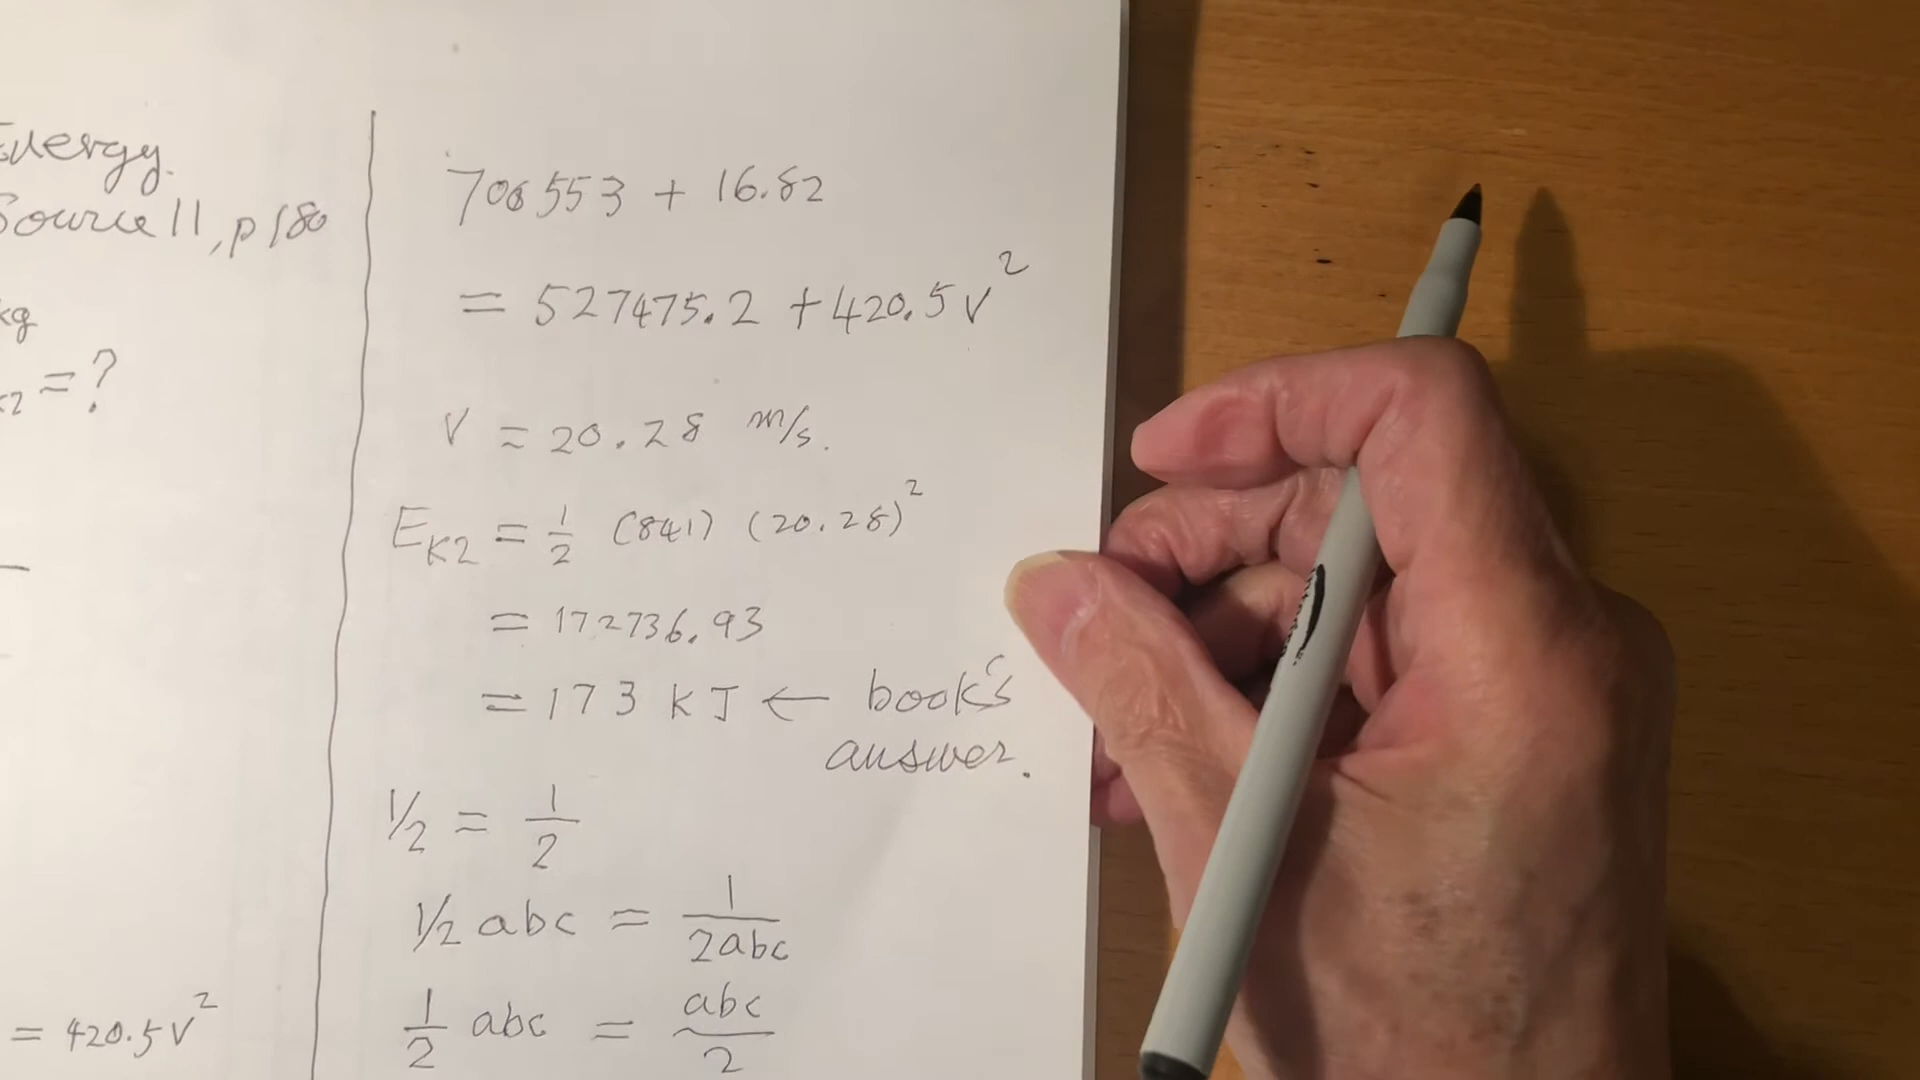 Energy.
Source 11, p180
kg
K2 = ?
= 420.5v²
700553 + 16.82
= 527475.2 + 420.5v²
v = 20.28 m/s.
EK2 = 1/2 (841) (20.28)²
= 172736.93
= 173 KJ ← book's
answer.
1/2 = 1/2
1/2 abc = 1/2abc
1/2 abc = abc/2